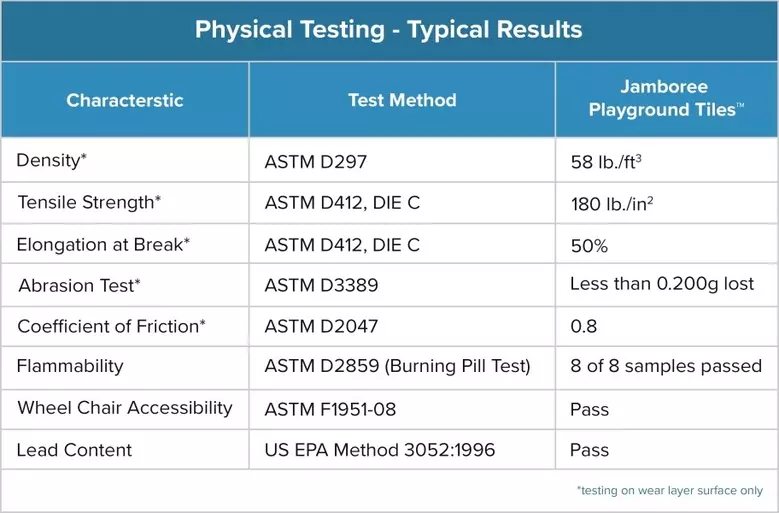 Physical Testing - Typical Results
Characterstic Test Method Jamboree
Playground Tiles™
Density* ASTM D297 58 lb./ft³
Tensile Strength* ASTM D412, DIE C 180 lb./in²
Elongation at Break* ASTM D412, DIE C 50%
Abrasion Test* ASTM D3389 Less than 0.200g lost
Coefficient of Friction* ASTM D2047 0.8
Flammability ASTM D2859 (Burning Pill Test) 8 of 8 samples passed
Wheel Chair Accessibility ASTM F1951-08 Pass
Lead Content US EPA Method 3052:1996 Pass
*testing on wear layer surface only